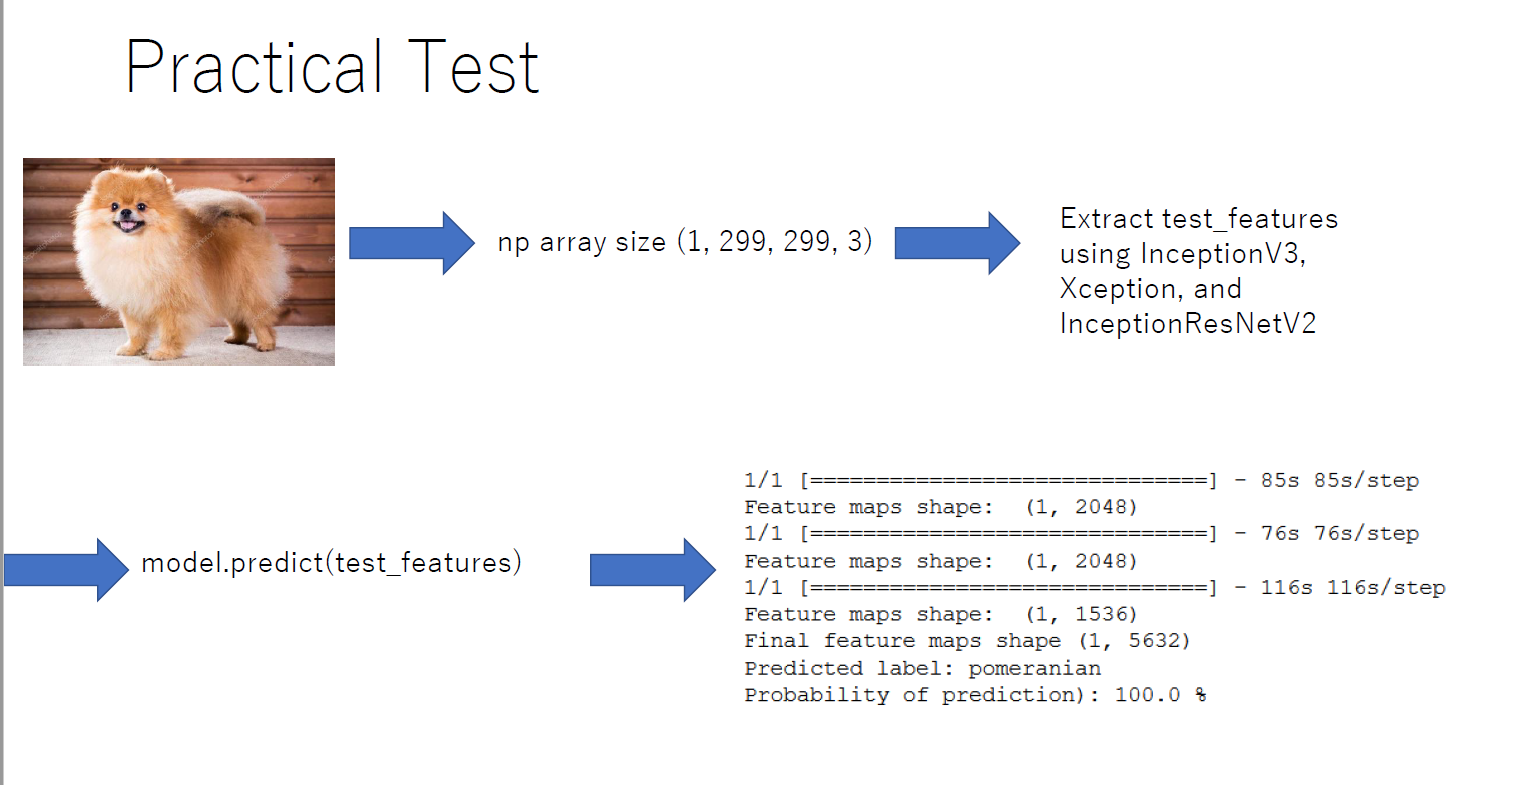 Practical Test
np array size (1, 299, 299, 3)
Extract test_features
using InceptionV3,
Xception, and
InceptionResNetV2
model.predict(test_features)
1/1 [==============================] - 85s 85s/step
Feature maps shape:  (1, 2048)
1/1 [==============================] - 76s 76s/step
Feature maps shape:  (1, 2048)
1/1 [==============================] - 116s 116s/step
Feature maps shape:  (1, 1536)
Final feature maps shape (1, 5632)
Predicted label: pomeranian
Probability of prediction): 100.0 %